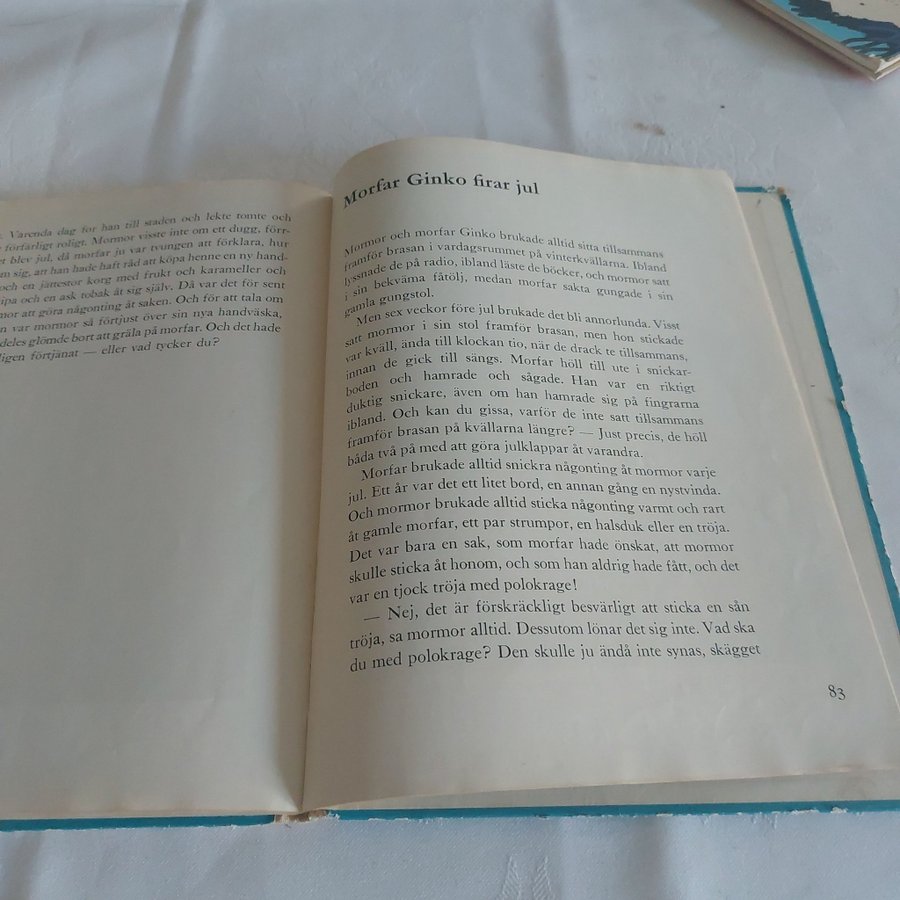 . Varenda dag for han till staden och lekte tomte och
förfärligt roligt. Mormor visste inte om ett dugg, förr-
et blev jul, då morfar ju var tvungen att förklara, hur
om sig, att han hade haft råd att köpa henne en ny hand-
och en jättestor korg med frukt och karameller och
ipa och en ask tobak åt sig själv. Då var det för sent
mor att göra någonting åt saken. Och för att tala om
n var mormor så förtjust över sin nya handväska,
deles glömde bort att gräla på morfar. Och det hade
ligen förtjänat — eller vad tycker du?
Morfar Ginko firar jul
Mormor och morfar Ginko brukade alltid sitta tillsammans
framför brasan i vardagsrummet på vinterkvällarna. Ibland
lyssnade de på radio, ibland läste de böcker, och mormor satt
i sin bekväma fåtölj, medan morfar sakta gungade i sin
gamla gungstol.
Men sex veckor före jul brukade det bli annorlunda. Visst
satt mormor i sin stol framför brasan, men hon stickade
var kväll, ända till klockan tio, när de drack te tillsammans,
innan de gick till sängs. Morfar höll till ute i snickar-
boden och hamrade och sågade. Han var en riktigt
duktig snickare, även om han hamrade sig på fingrarna
ibland. Och kan du gissa, varför de inte satt tillsammans
framför brasan på kvällarna längre? — Just precis, de höll
båda två på med att göra julklappar åt varandra.
Morfar brukade alltid snickra någonting åt mormor varje
jul. Ett år var det ett litet bord, en annan gång en nystvinda.
Och mormor brukade alltid sticka någonting varmt och rart
åt gamle morfar, ett par strumpor, en halsduk eller en tröja.
Det var bara en sak, som morfar hade önskat, att mormor
skulle sticka åt honom, och som han aldrig hade fått, och det
var en tjock tröja med polokrage!
— Nej, det är förskräckligt besvärligt att sticka en sån
tröja, sa mormor alltid. Dessutom lönar det sig inte. Vad ska
du med polokrage? Den skulle ju ändå inte synas, skägget
83